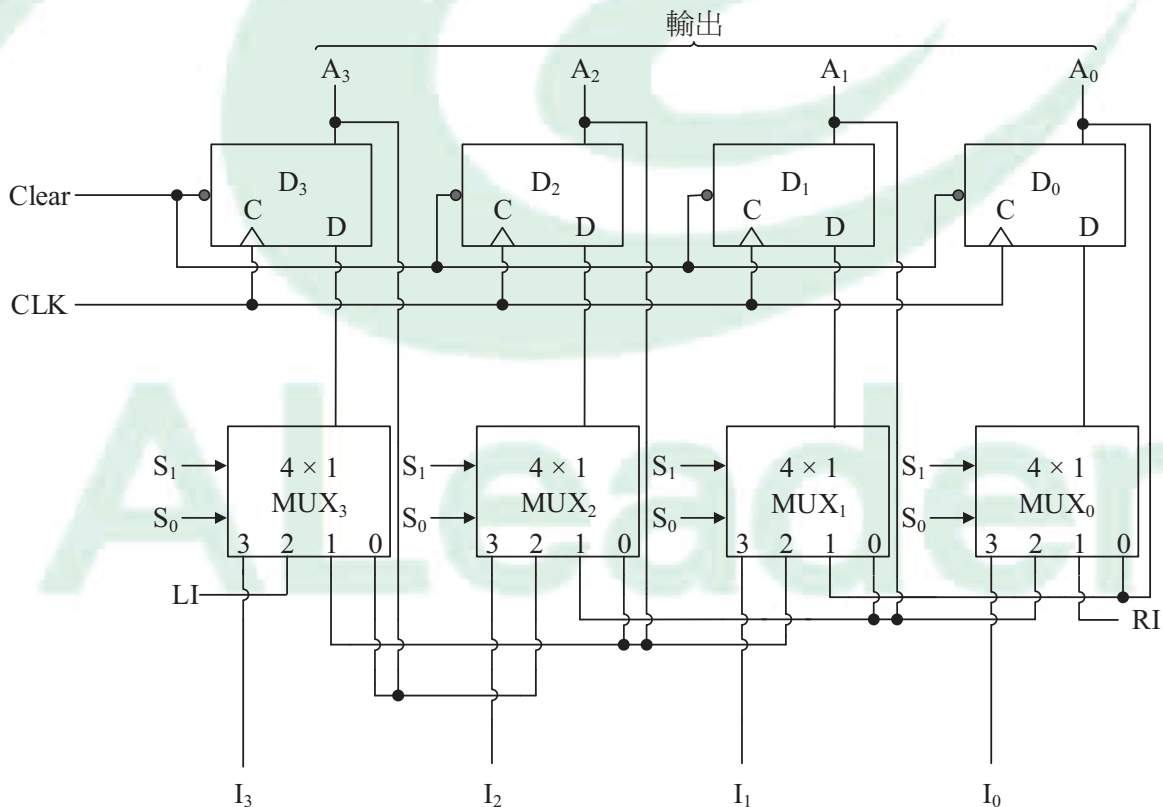 輸出
A₃ A₂ A₁ A₀
Clear
D₃ D₂ D₁ D₀
C D C D C D C D
CLK
S₁ 4 × 1 S₁ 4 × 1 S₁ 4 × 1 S₁ 4 × 1
S₀ MUX₃ S₀ MUX₂ S₀ MUX₁ S₀ MUX₀
3 2 1 0 3 2 1 0 3 2 1 0 3 2 1 0
LI
RI
I₃ I₂ I₁ I₀
ALeader